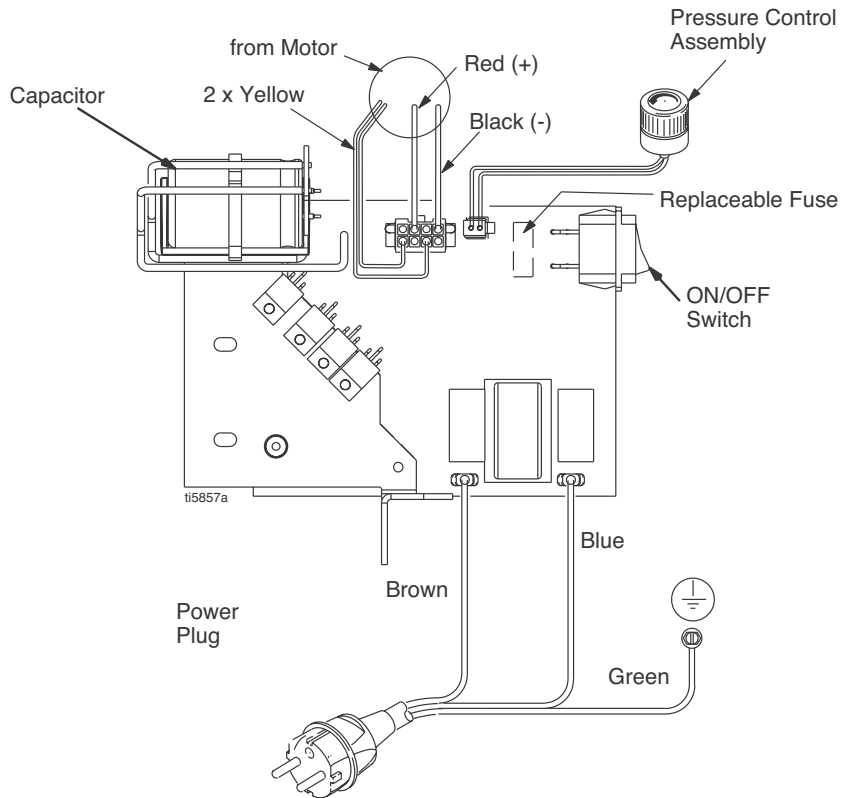 Pressure Control
Assembly
from Motor
Red (+)
2 x Yellow
Capacitor
Black (-)
Replaceable Fuse
ON/OFF
Switch
ti5857a
Blue
Brown
Power
Plug
Green